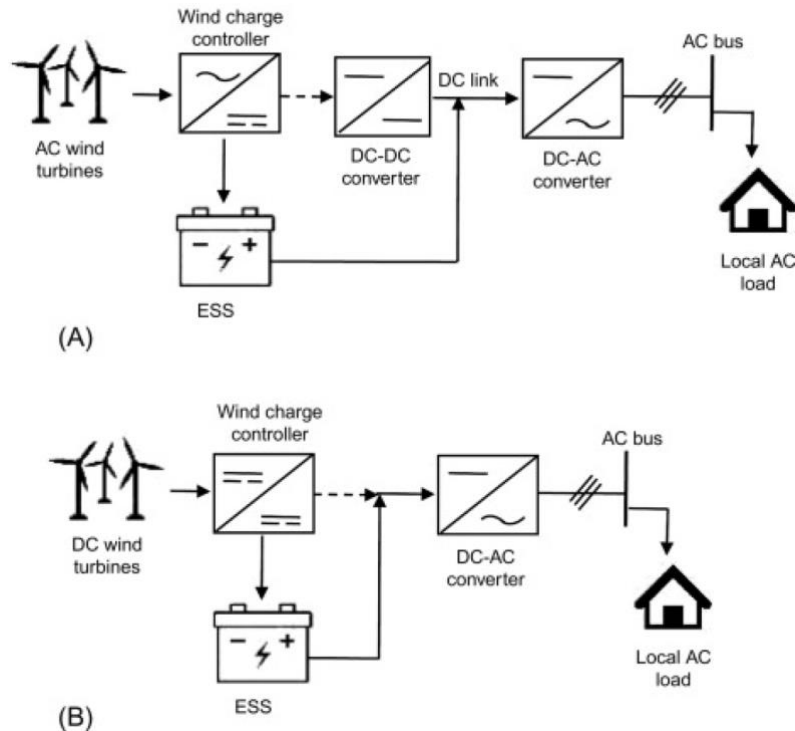 Wind charge
controller
AC bus
DC link
AC wind
turbines
DC-DC
converter
DC-AC
converter
- +
Local AC
load
ESS
(A)
Wind charge
controller
AC bus
DC wind
turbines
DC-AC
converter
- +
Local AC
load
ESS
(B)